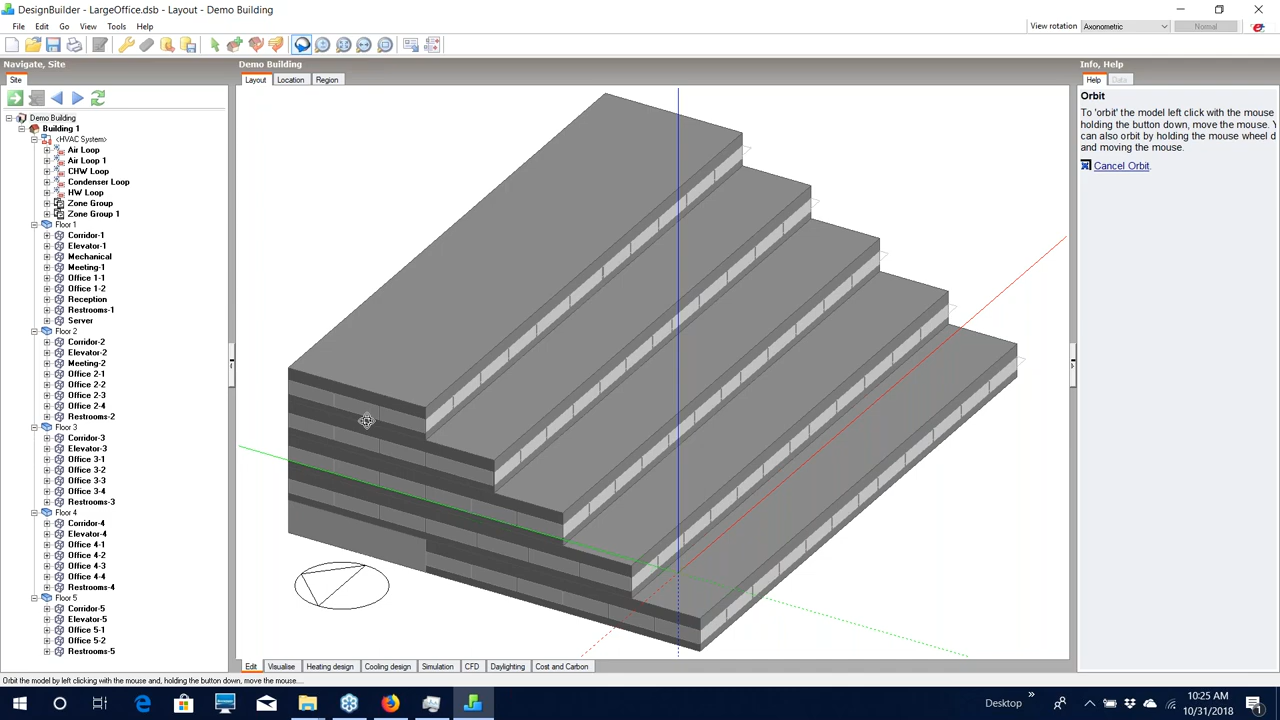 DesignBuilder - LargeOffice.dsb - Layout - Demo Building
File Edit Go View Tools Help
View rotation Axonometric Normal
Navigate, Site
Site
Demo Building
Building 1
<HVAC System>
Air Loop
Air Loop 1
CHW Loop
Condenser Loop
HW Loop
Zone Group
Zone Group 1
Floor 1
Corridor-1
Elevator-1
Mechanical
Meeting-1
Office 1-1
Office 1-2
Reception
Restrooms-1
Server
Floor 2
Corridor-2
Elevator-2
Meeting-2
Office 2-1
Office 2-2
Office 2-3
Office 2-4
Restrooms-2
Floor 3
Corridor-3
Elevator-3
Office 3-1
Office 3-2
Office 3-3
Office 3-4
Restrooms-3
Floor 4
Corridor-4
Elevator-4
Office 4-1
Office 4-2
Office 4-3
Office 4-4
Restrooms-4
Floor 5
Corridor-5
Elevator-5
Office 5-1
Office 5-2
Restrooms-5
Demo Building
Layout Location Region
Edit Visualise Heating design Cooling design Simulation CFD Daylighting Cost and Carbon
Info, Help
Help Data
Orbit
To 'orbit' the model left click with the mouse
holding the button down, move the mouse. Y
can also orbit by holding the mouse wheel d
and moving the mouse.
Cancel Orbit.
Orbit the model by left clicking with the mouse and, holding the button down, move the mouse....
Desktop
10:25 AM
10/31/2018